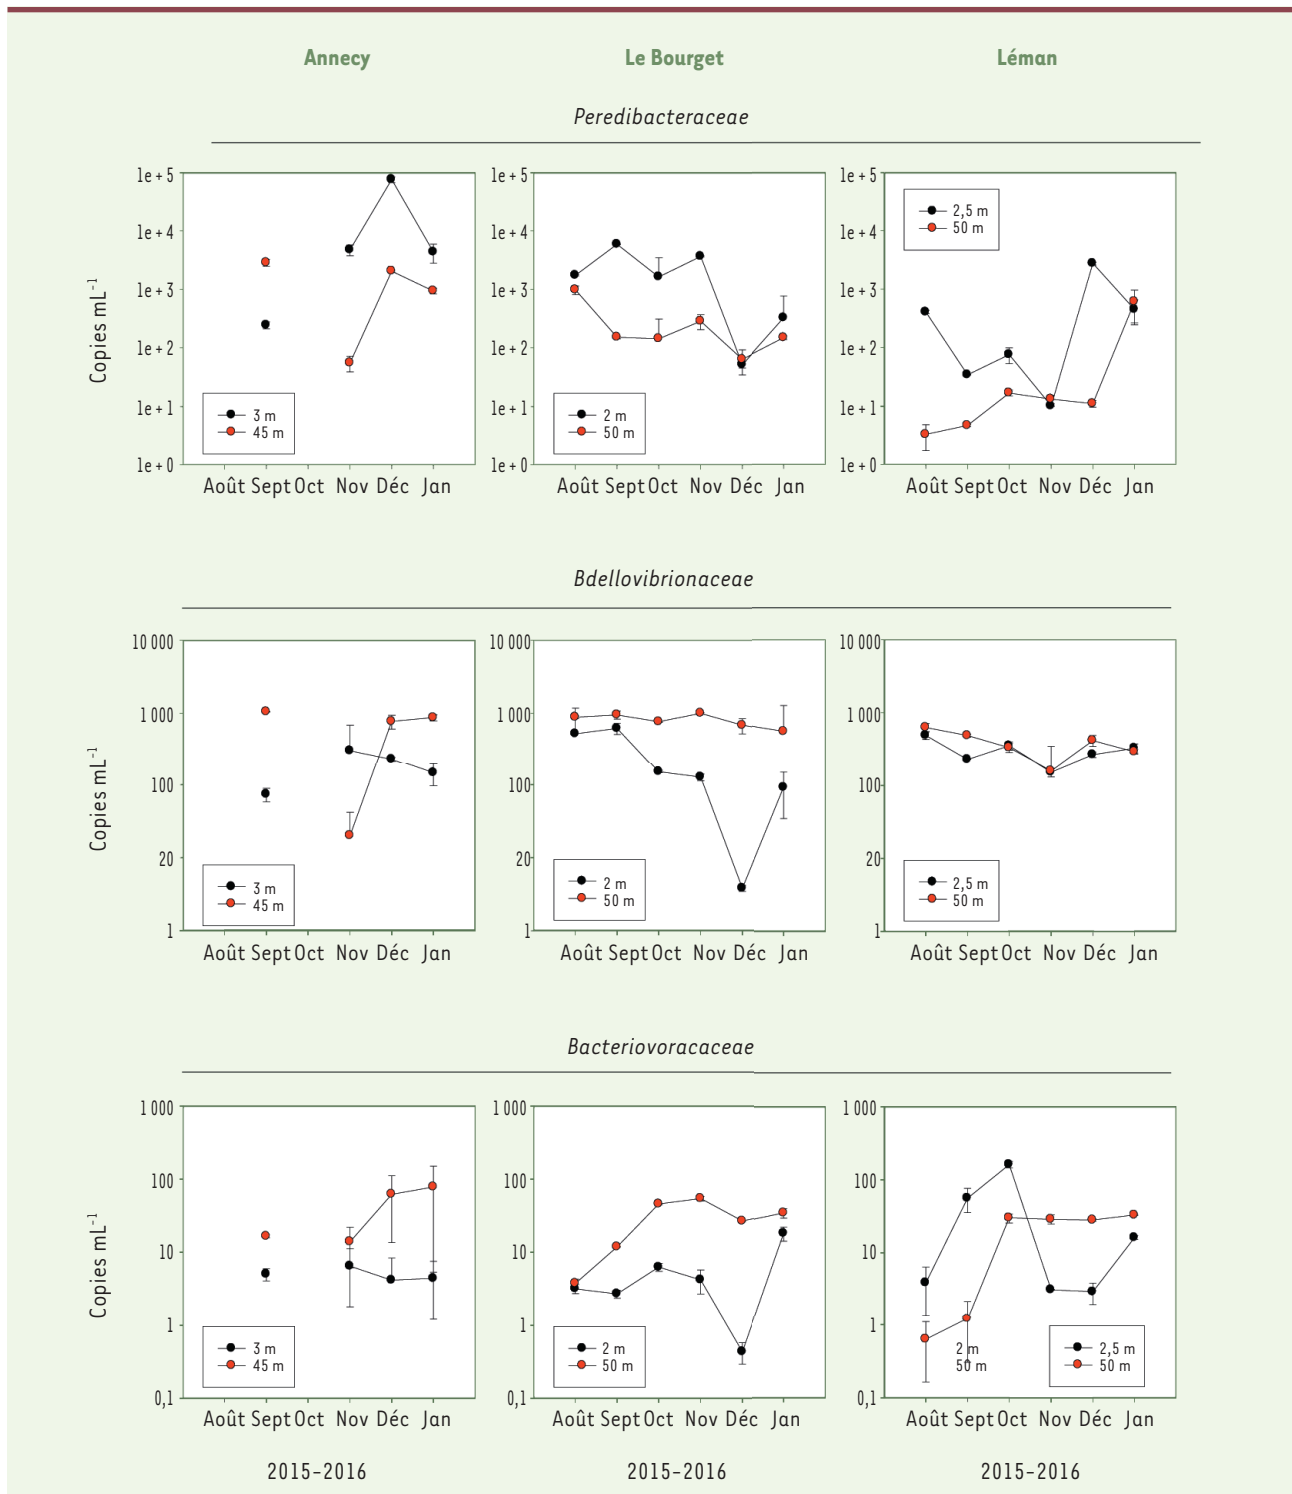 Annecy Le Bourget Léman
Peredibacteraceae
Copies mL⁻¹
1e + 5
1e + 4
1e + 3
1e + 2
1e + 1
1e + 0
3 m
45 m
Août Sept Oct Nov Déc Jan
1e + 5
1e + 4
1e + 3
1e + 2
1e + 1
1e + 0
2 m
50 m
Août Sept Oct Nov Déc Jan
1e + 5
1e + 4
1e + 3
1e + 2
1e + 1
1e + 0
2,5 m
50 m
Août Sept Oct Nov Déc Jan
Bdellovibrionaceae
Copies mL⁻¹
10 000
1 000
100
20
1
3 m
45 m
Août Sept Oct Nov Déc Jan
10 000
1 000
100
20
1
2 m
50 m
Août Sept Oct Nov Déc Jan
10 000
1 000
100
20
1
2,5 m
50 m
Août Sept Oct Nov Déc Jan
Bacteriovoracaceae
Copies mL⁻¹
1 000
100
10
1
0,1
3 m
45 m
Août Sept Oct Nov Déc Jan
2015-2016
1 000
100
10
1
0,1
2 m
50 m
Août Sept Oct Nov Déc Jan
2015-2016
1 000
100
10
1
0,1
2 m
50 m
2,5 m
50 m
Août Sept Oct Nov Déc Jan
2015-2016